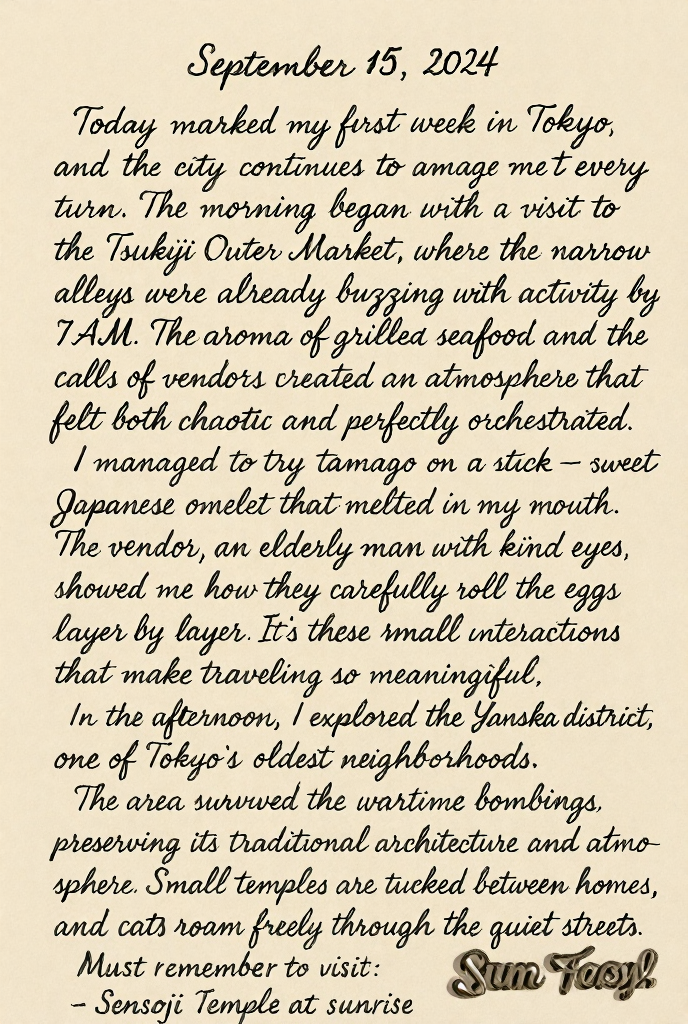 September 15, 2024
Today marked my first week in Tokyo,
and the city continues to amage me t every
turn. The morning began with a visit to
the Tsukiji Outer Market, where the narrow
alleys were already buzzing with activity by
7AM. The aroma of grilled seafood and the
calls of vendors created an atmosphere that
felt both chaotic and perfectly orchestrated.
I managed to try tamago on a stick – sweet
Japanese omelet that melted in my mouth.
The vendor, an elderly man with kind eyes,
showed me how they carefully roll the eggs
layer by layer. It's these small interactions
that make traveling so meaningiful,
In the afternoon, I explored the Yanska district,
one of Tokyo's oldest neighborhoods.
The area survived the wartime bombings,
preserving its traditional architecture and atmo-
sphere. Small temples are tucked between homes,
and cats roam freely through the quiet streets.
Must remember to visit:
– Sensoji Temple at sunrise
Sum